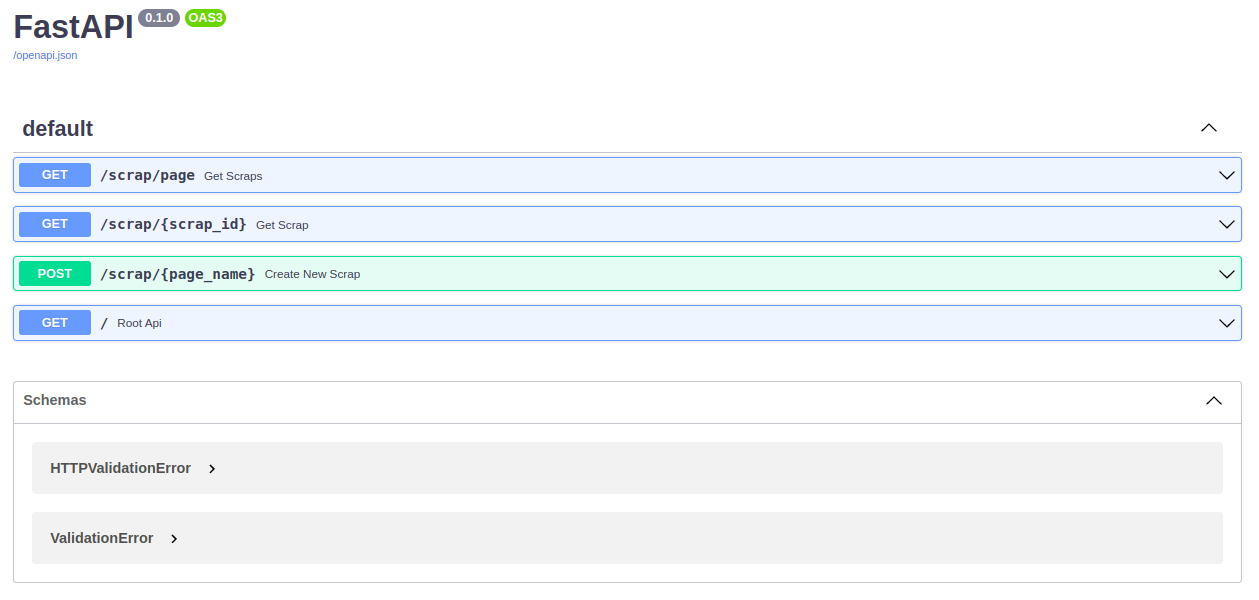 FastAPI 0.1.0 OAS3
/openapi.json
default
GET /scrap/page Get Scraps
GET /scrap/{scrap_id} Get Scrap
POST /scrap/{page_name} Create New Scrap
GET / Root Api
Schemas
HTTPValidationError
ValidationError